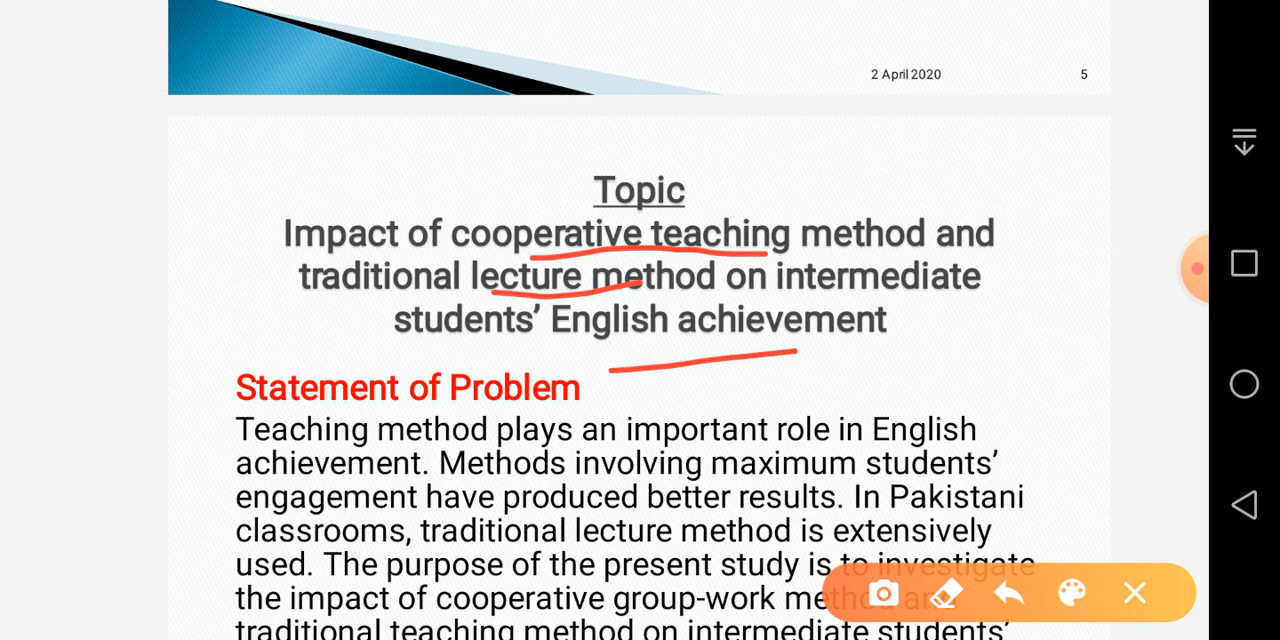 2 April 2020
5
Topic
Impact of cooperative teaching method and
traditional lecture method on intermediate
students’ English achievement
Statement of Problem
Teaching method plays an important role in English
achievement. Methods involving maximum students’
engagement have produced better results. In Pakistani
classrooms, traditional lecture method is extensively
used. The purpose of the present study is to investigate
the impact of cooperative group-work method and
traditional teaching method on intermediate students’